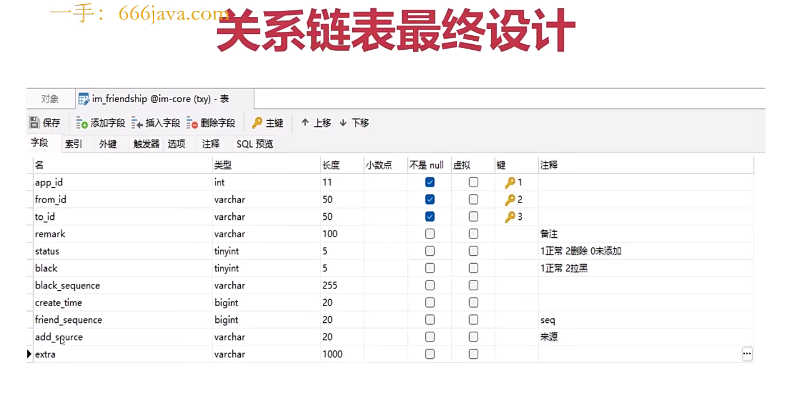 一手：666java.com
关系链表最终设计
对象 im_friendship @im-core (txy) - 表
保存 添加字段 插入字段 删除字段 主键 ↑ 上移 ↓ 下移
字段 索引 外键 触发器 选项 注释 SQL 预览
名 类型 长度 小数点 不是 null 虚拟 键 注释
app_id int 11 1
from_id varchar 50 2
to_id varchar 50 3
remark varchar 100 备注
status tinyint 5 1正常 2删除 0未添加
black tinyint 5 1正常 2拉黑
black_sequence varchar 255
create_time bigint 20
friend_sequence bigint 20 seq
add_source varchar 20 来源
extra varchar 1000